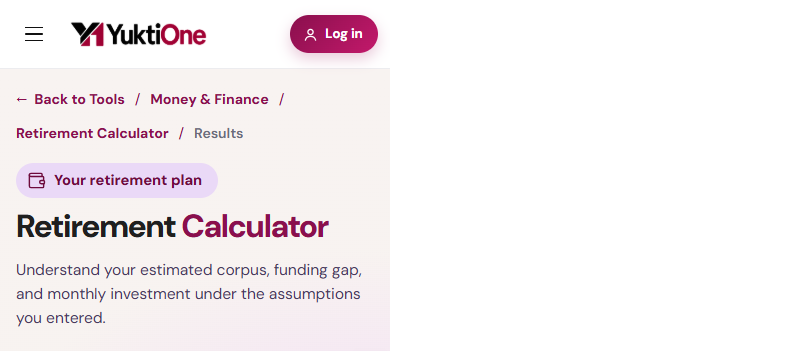 YuktiOne
Log in
← Back to Tools / Money & Finance /
Retirement Calculator / Results
Your retirement plan
Retirement Calculator
Understand your estimated corpus, funding gap,
and monthly investment under the assumptions
you entered.